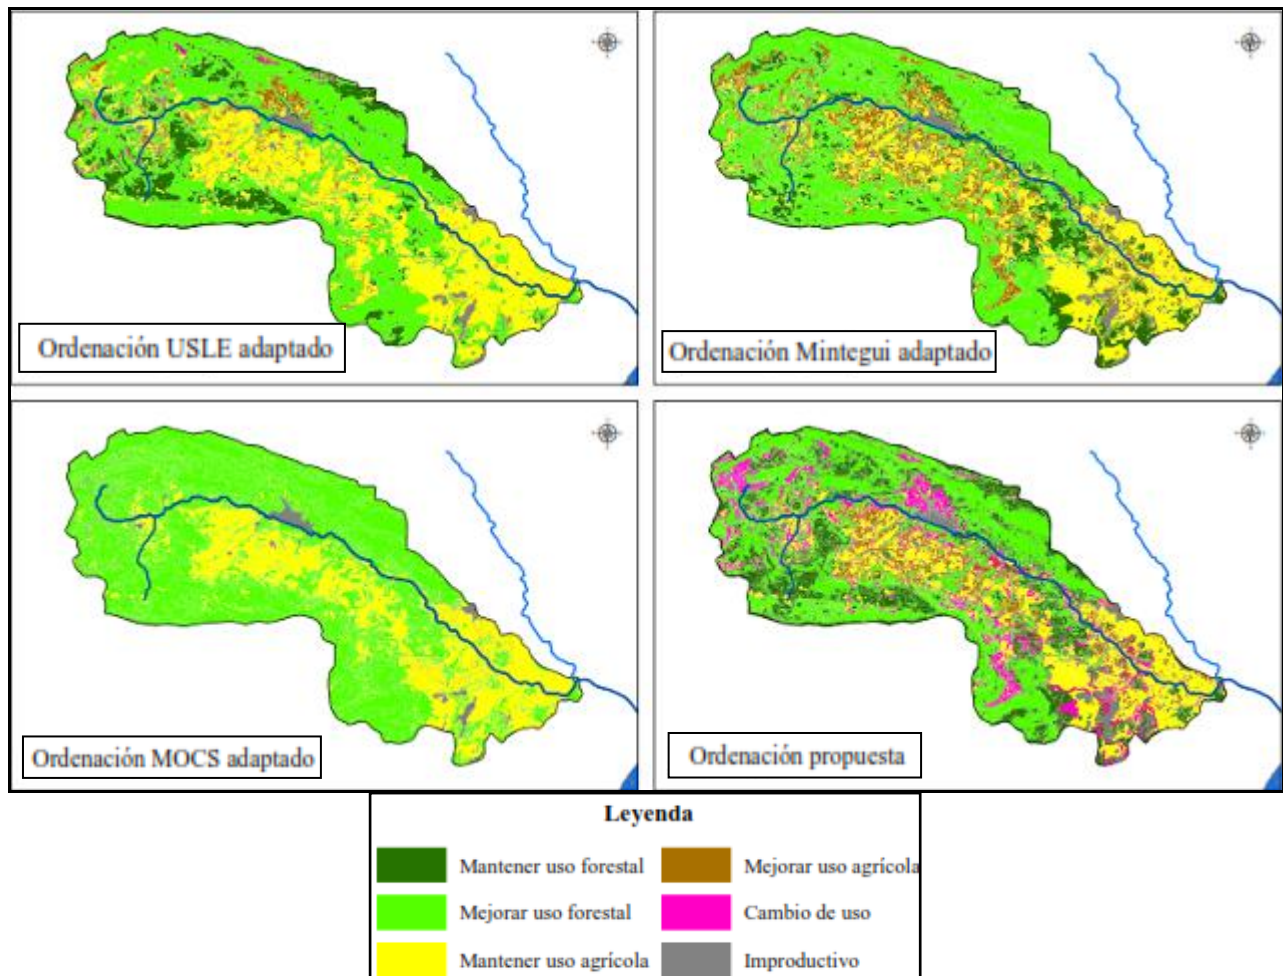 Ordenación USLE adaptado
Ordenación Mintegui adaptado
Ordenación MOCS adaptado
Ordenación propuesta
Leyenda
Mantener uso forestal
Mejorar uso agrícola
Mejorar uso forestal
Cambio de uso
Mantener uso agrícola
Improductivo